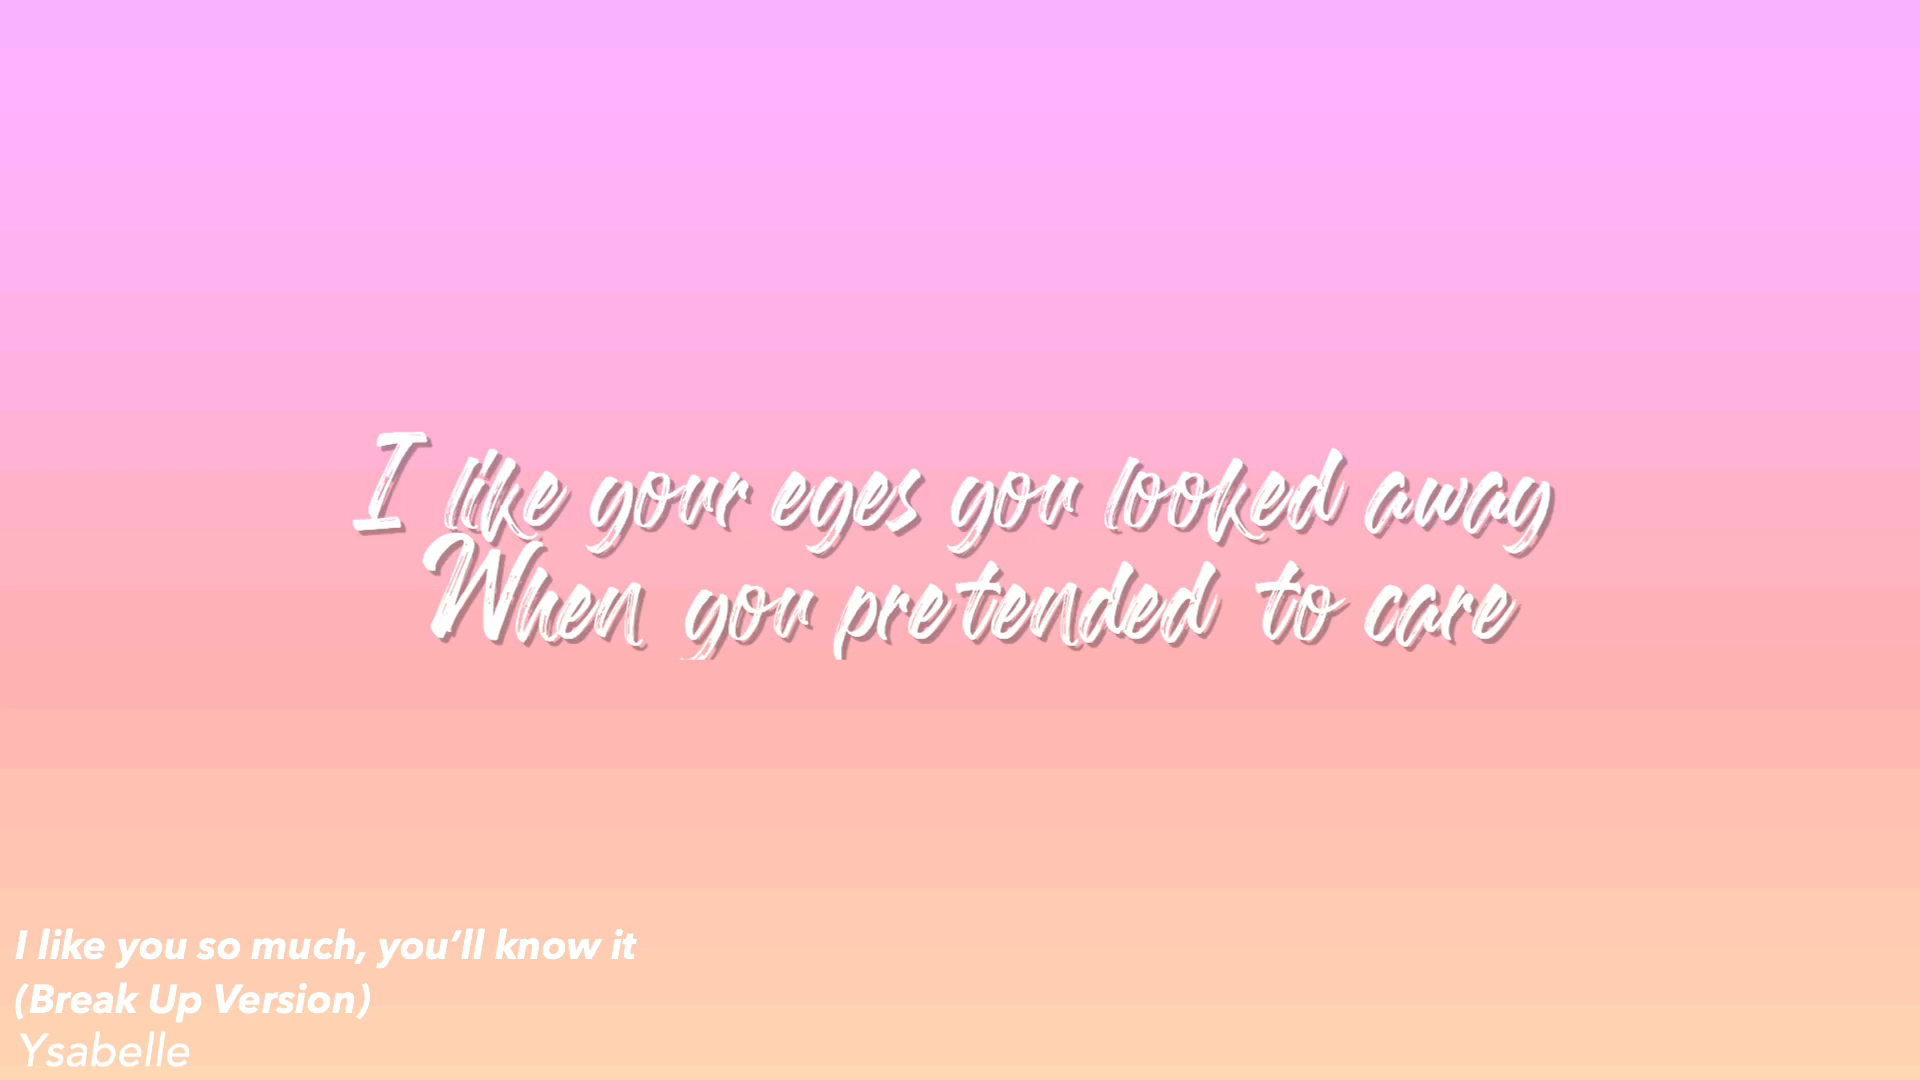 I like your eyes you looked away
When you pretended to care
I like you so much, you’ll know it
(Break Up Version)
Ysabelle